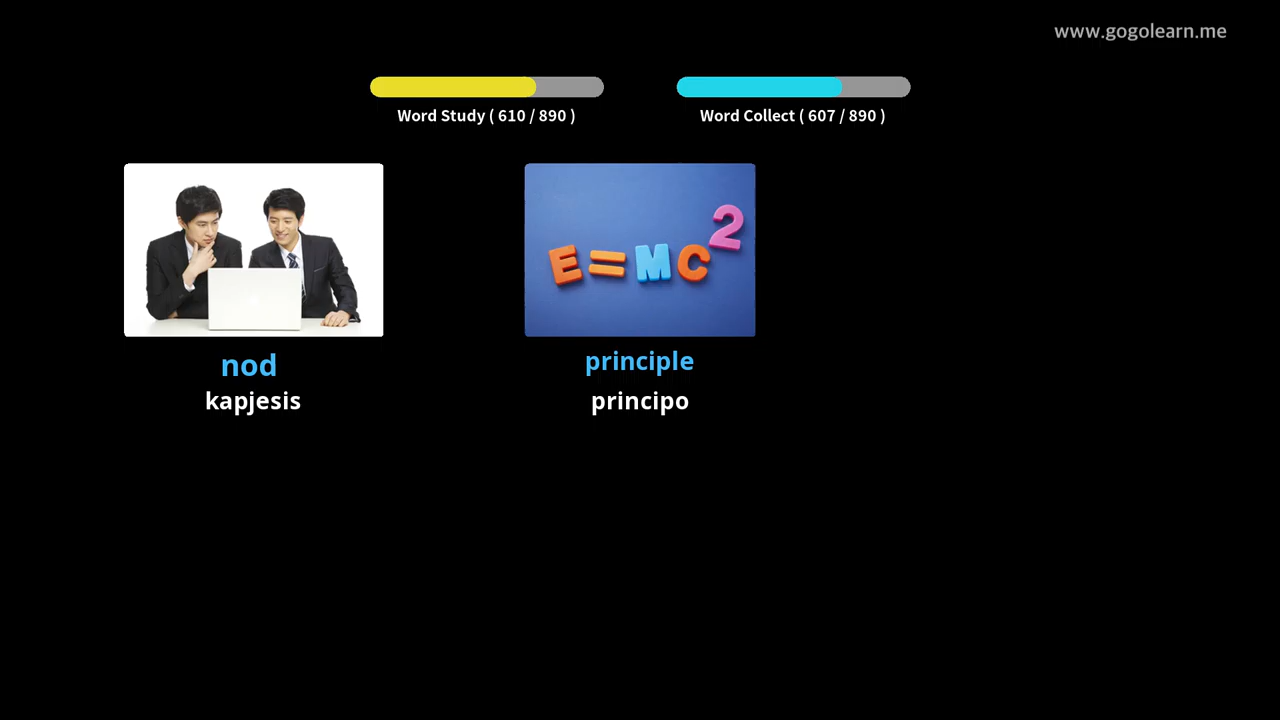 www.gogolearn.me
Word Study ( 610 / 890 )
Word Collect ( 607 / 890 )
E=MC2
nod
kapjesis
principle
principo